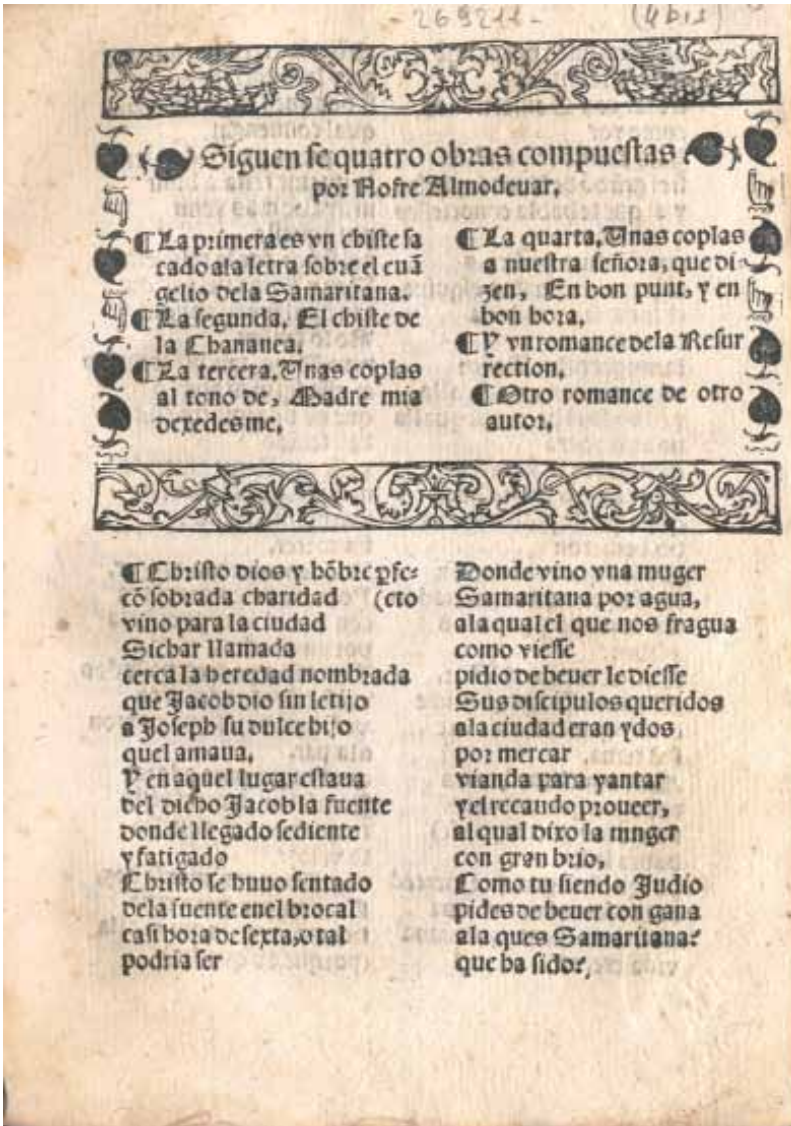 - 269211 - (4 bis)
Siguen se quatro obras compuestas
por Nofre Almodeuar.
¶ La primera es vn chiste sa
cado ala letra sobre el euã
gelio dela Samaritana.
¶ La segunda. El chiste de
la Chananea.
¶ La tercera. Unas coplas
al tono de, Madre mia
dexedes me.
¶ La quarta. Unas coplas
a nuestra señora, que di-
zen, En bon punt, y en
bon hora.
¶ Y vn romance dela Resur
rection.
¶ Otro romance de otro
autor.
¶ Christo dios y hõbre ꝑfe-
cõ sobrada charidad (cto
vino para la ciudad
Sichar llamada
cerca la heredad nombrada
que Jacob dio sin letijo
a Joseph su dulce hijo
quel amaua.
Y en aquel lugar estaua
del dicho Jacob la fuente
donde llegado sediente
y fatigado
Christo se huuo sentado
dela fuente enel brocal
casi hora de sexta, o tal
podria ser
Donde vino vna muger
Samaritana por agua,
ala qual el que nos fragua
como viesse
pidio de beuer le diesse
Sus discipulos queridos
ala ciudad eran ydos,
por mercar
vianda para yantar
y el recaudo proueer,
al qual dixo la mnger
con gran brio,
Como tu siendo Judio
pides de beuer con gana
ala ques Samaritana?
que ha sido?